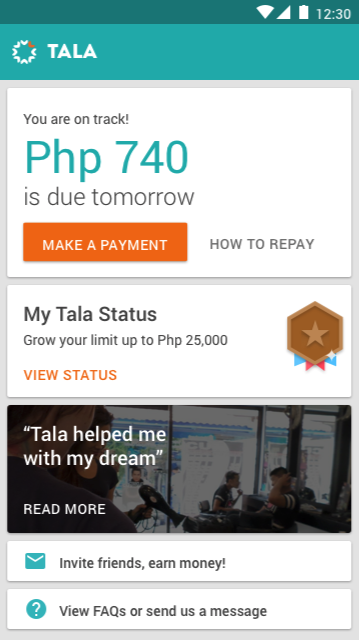 12:30
TALA
You are on track!
Php 740
is due tomorrow
MAKE A PAYMENT HOW TO REPAY
My Tala Status
Grow your limit up to Php 25,000
VIEW STATUS
“Tala helped me
with my dream”
READ MORE
Invite friends, earn money!
View FAQs or send us a message